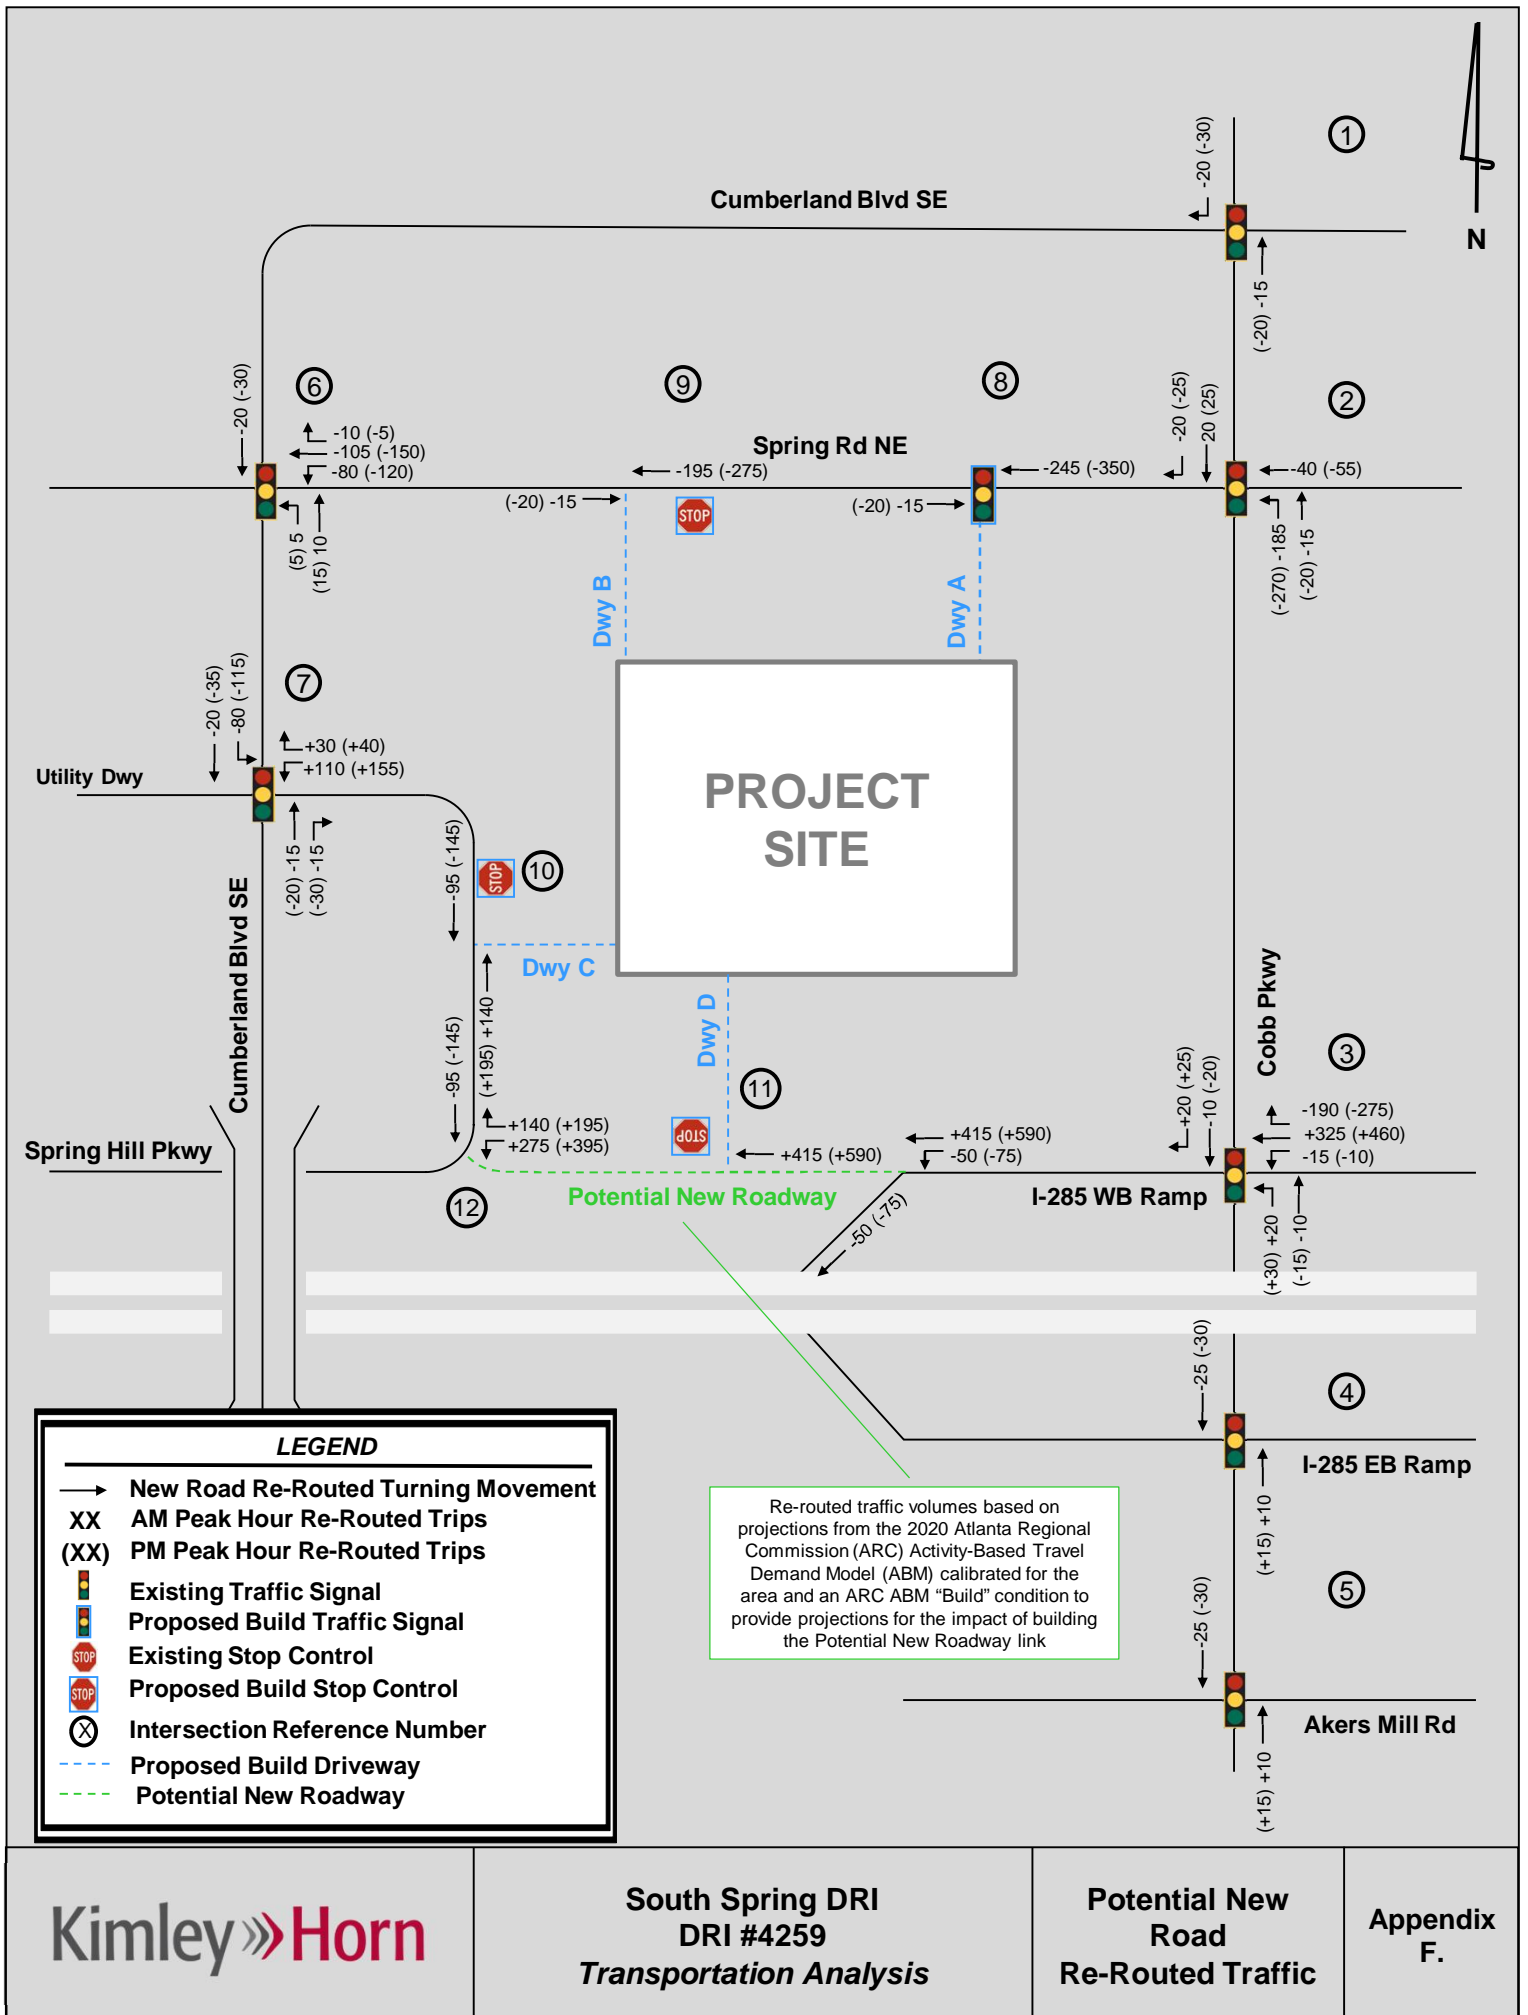 1
-20 (-30)
Cumberland Blvd SE
N
(-20) -15
6
9
8
2
-20 (-30)
-10 (-5)
-105 (-150)
-80 (-120)
Spring Rd NE
-20 (-25)
20 (25)
-195 (-275)
-245 (-350)
-40 (-55)
(-20) -15
STOP
(-20) -15
(5) 5
(15) 10
(-270) -185
(-20) -15
Dwy B
Dwy A
7
-20 (-35)
-80 (-115)
+30 (+40)
+110 (+155)
Utility Dwy
PROJECT
SITE
(-20) -15
(-30) -15
-95 (-145)
STOP
10
Cumberland Blvd SE
Dwy C
Dwy D
Cobb Pkwy
-95 (-145)
(+195) +140
11
3
+20 (+25)
-10 (-20)
-190 (-275)
+325 (+460)
-15 (-10)
+140 (+195)
+275 (+395)
STOP
+415 (+590)
+415 (+590)
-50 (-75)
Spring Hill Pkwy
12
Potential New Roadway
I-285 WB Ramp
-50 (-75)
(+30) +20
(-15) -10
-25 (-30)
4
I-285 EB Ramp
(+15) +10
5
-25 (-30)
Akers Mill Rd
(+15) +10
Re-routed traffic volumes based on
projections from the 2020 Atlanta Regional
Commission (ARC) Activity-Based Travel
Demand Model (ABM) calibrated for the
area and an ARC ABM “Build” condition to
provide projections for the impact of building
the Potential New Roadway link
LEGEND
New Road Re-Routed Turning Movement
XX AM Peak Hour Re-Routed Trips
(XX) PM Peak Hour Re-Routed Trips
Existing Traffic Signal
Proposed Build Traffic Signal
STOP Existing Stop Control
STOP Proposed Build Stop Control
X Intersection Reference Number
Proposed Build Driveway
Potential New Roadway
Kimley Horn
South Spring DRI
DRI #4259
Transportation Analysis
Potential New
Road
Re-Routed Traffic
Appendix
F.